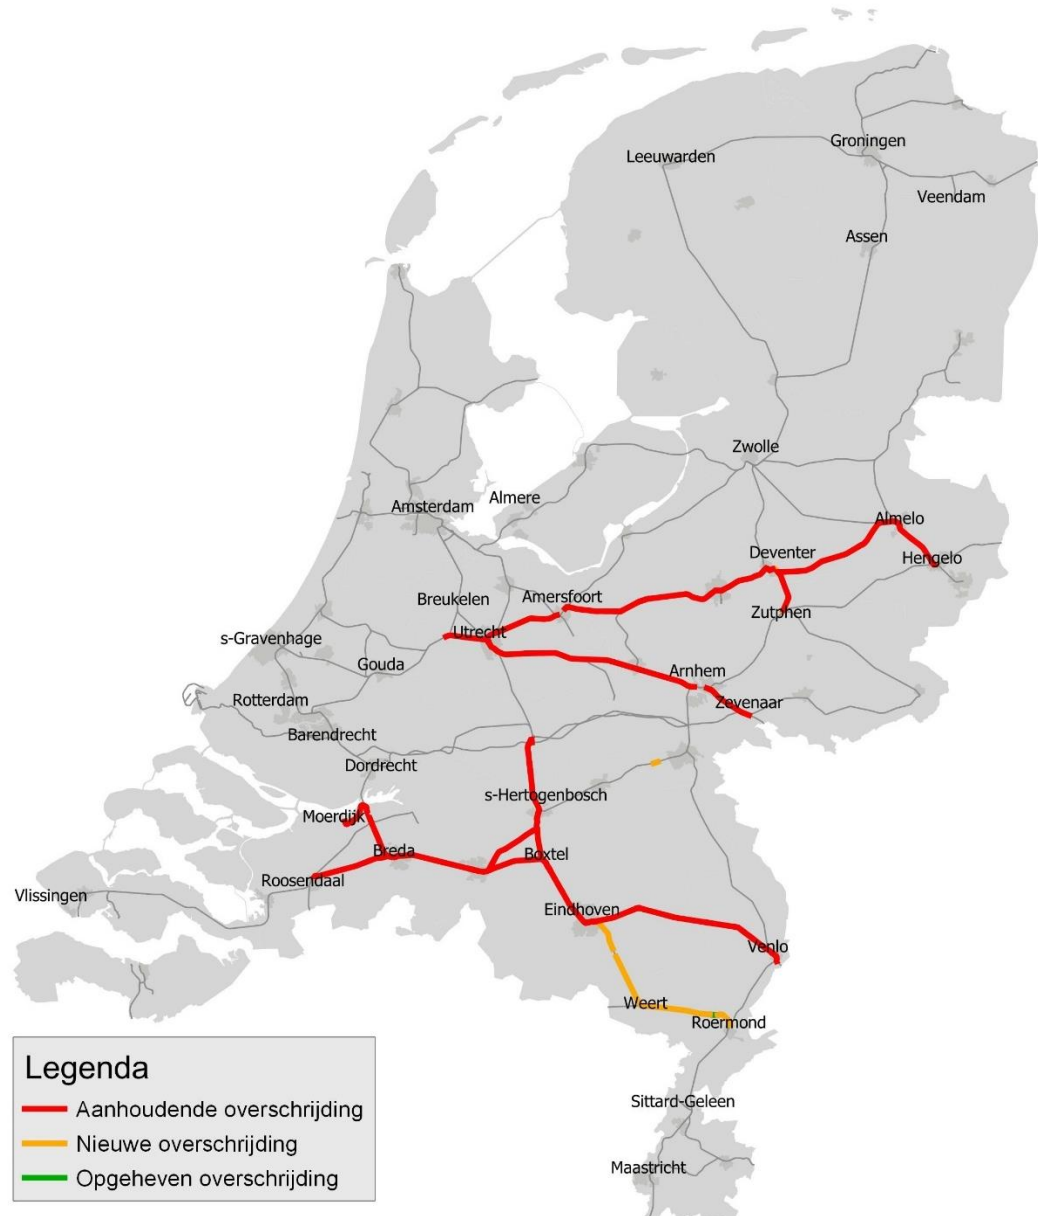 Groningen
Leeuwarden
Veendam
Assen
Zwolle
Almere
Amsterdam
Almelo
Deventer
Hengelo
Amersfoort
Breukelen
Zutphen
Utrecht
s-Gravenhage
Gouda
Arnhem
Rotterdam
Zevenaar
Barendrecht
Dordrecht
s-Hertogenbosch
Moerdijk
Breda
Boxtel
Roosendaal
Vlissingen
Eindhoven
Venlo
Weert
Roermond
Legenda
Aanhoudende overschrijding
Nieuwe overschrijding
Opgeheven overschrijding
Sittard-Geleen
Maastricht